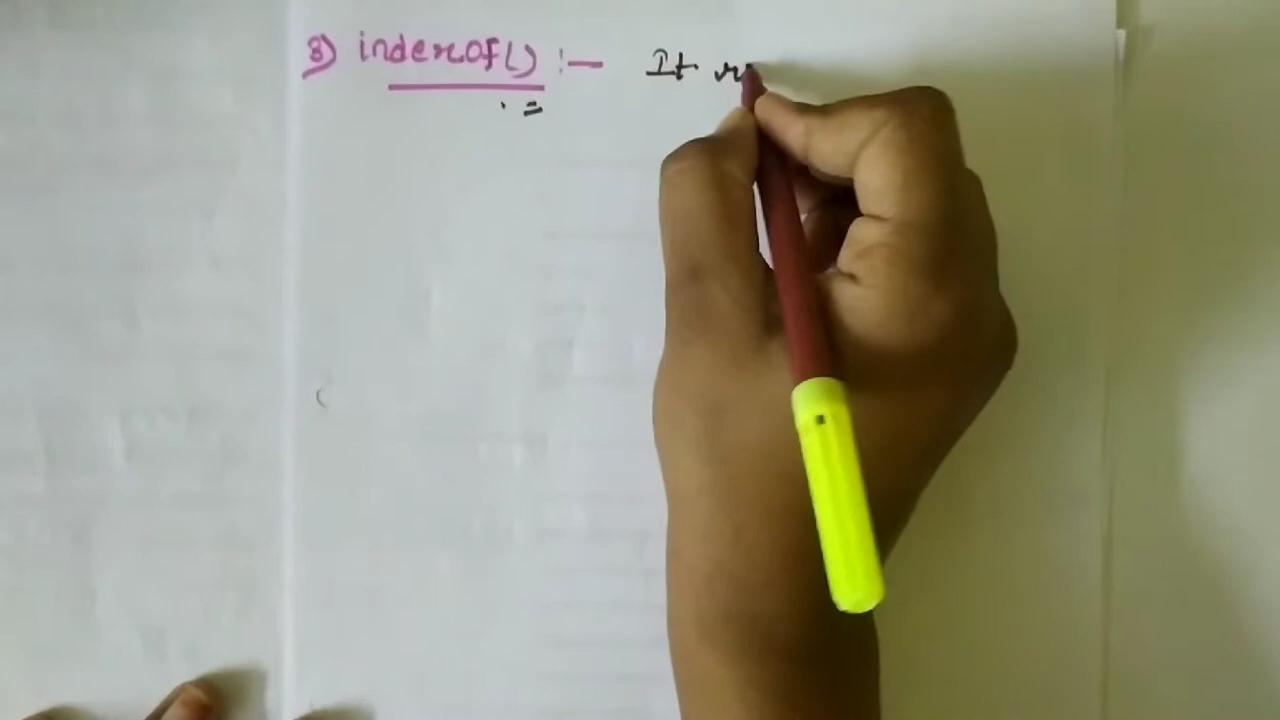 8) indexOf() :- It